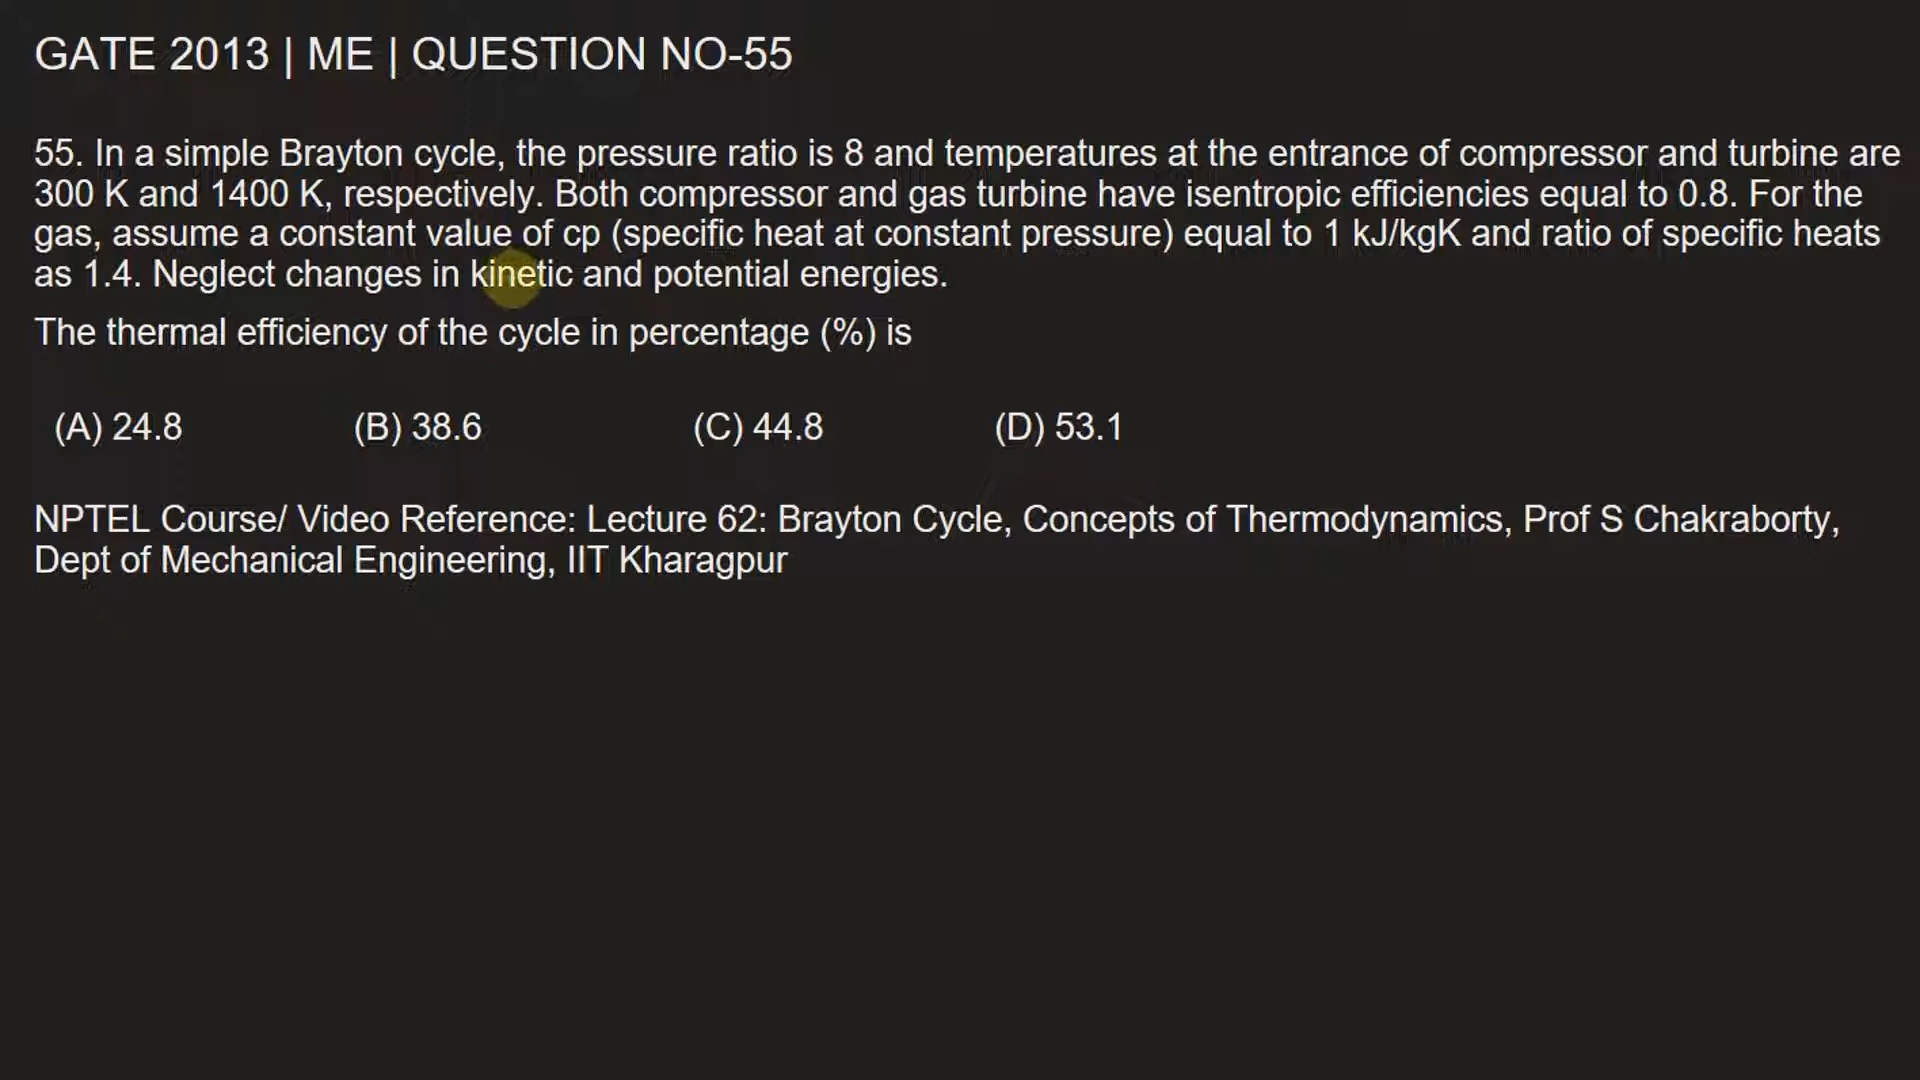 GATE 2013 | ME | QUESTION NO-55
55. In a simple Brayton cycle, the pressure ratio is 8 and temperatures at the entrance of compressor and turbine are
300 K and 1400 K, respectively. Both compressor and gas turbine have isentropic efficiencies equal to 0.8. For the
gas, assume a constant value of cp (specific heat at constant pressure) equal to 1 kJ/kgK and ratio of specific heats
as 1.4. Neglect changes in kinetic and potential energies.
The thermal efficiency of the cycle in percentage (%) is
(A) 24.8 (B) 38.6 (C) 44.8 (D) 53.1
NPTEL Course/ Video Reference: Lecture 62: Brayton Cycle, Concepts of Thermodynamics, Prof S Chakraborty,
Dept of Mechanical Engineering, IIT Kharagpur